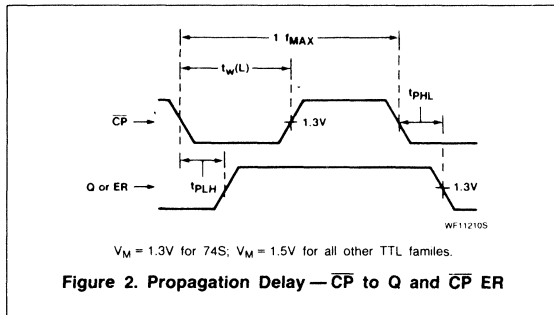 1 fMAX
tw(L)
tPHL
CP
1.3V
Q or ER
tPLH
1.3V
WF11210S
VM = 1.3V for 74S; VM = 1.5V for all other TTL familes.
Figure 2. Propagation Delay — CP to Q and CP ER